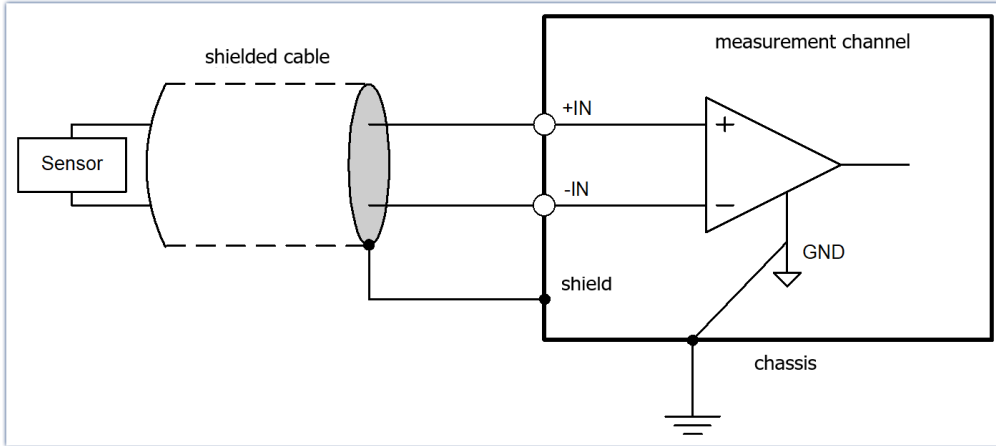 shielded cable
measurement channel
+IN
+
Sensor
-IN
−
GND
shield
chassis